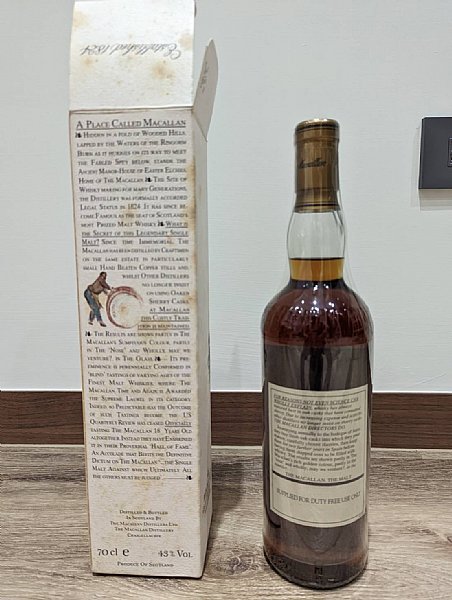 Established 1824
A PLACE CALLED MACALLAN
HIDDEN IN A FOLD OF WOODED HILLS,
LAPPED BY THE WATERS OF THE RINGORM
BURN AS IT HURRIES ON ITS WAY TO MEET
THE FABLED SPEY BELOW, STANDS THE
ANCIENT MANOR-HOUSE OF EASTER ELCHIES,
HOME OF THE MACALLAN. THE SITE OF
WHISKY MAKING FOR MANY GENERATIONS,
THE DISTILLERY WAS FORMALLY ACCORDED
LEGAL STATUS IN 1824. IT HAS SINCE BE-
COME FAMOUS AS THE SEAT OF SCOTLAND'S
MOST PRIZED MALT WHISKY. WHAT IS
THE SECRET OF THIS LEGENDARY SINGLE
MALT? SINCE TIME IMMEMORIAL THE
MACALLAN HAS BEEN DISTILLED BY CRAFTSMEN
ON THE SAME ESTATE IN PARTICULARLY
SMALL HAND BEATEN COPPER STILLS AND,
WHILST OTHER DISTILLERS
NO LONGER INSIST
ON USING OAKEN
SHERRY CASKS,
AT MACALLAN
THIS COSTLY TRAD-
ITION IS MAINTAINED.
THE RESULTS ARE SHOWN PARTLY IN THE
MACALLAN'S SUMPTUOUS COLOUR, PARTLY
IN THE 'NOSE' AND WHOLLY, MAY WE
VENTURE? IN THE GLASS. ITS PRE-
EMINENCE IS PERENNIALLY CONFIRMED IN
'BLIND' TASTINGS OF VARYING AGES OF THE
FINEST MALT WHISKIES, WHERE THE
MACALLAN TIME AND AGAIN IS AWARDED
THE SUPREME LAUREL IN ITS CATEGORY.
INDEED, SO PREDICTABLE HAS THE OUTCOME
OF SUCH TASTINGS BECOME THE US
QUARTERLY REVIEW HAS CEASED OFFICIALLY
TASTING THE MACALLAN 18 YEARS OLD
ALTOGETHER. INSTEAD THEY HAVE ENSHRINED
IT IN THEIR PROVERBIAL 'HALL OF FAME'.
AN ACCOLADE THAT BEFITS THE DEFINITIVE
DICTUM ON THE MACALLAN "...THE SINGLE
MALT AGAINST WHICH ULTIMATELY ALL
THE OTHERS MUST BE JUDGED
DISTILLED & BOTTLED
IN SCOTLAND BY
THE MACALLAN DISTILLERS LTD.
THE MACALLAN DISTILLERY
CRAIGELLACHIE
70 cl e 43% VOL.
PRODUCE OF SCOTLAND
Macallan
THE MACALLAN. THE MALT.
SUPPLIED FOR DUTY FREE USE ONLY